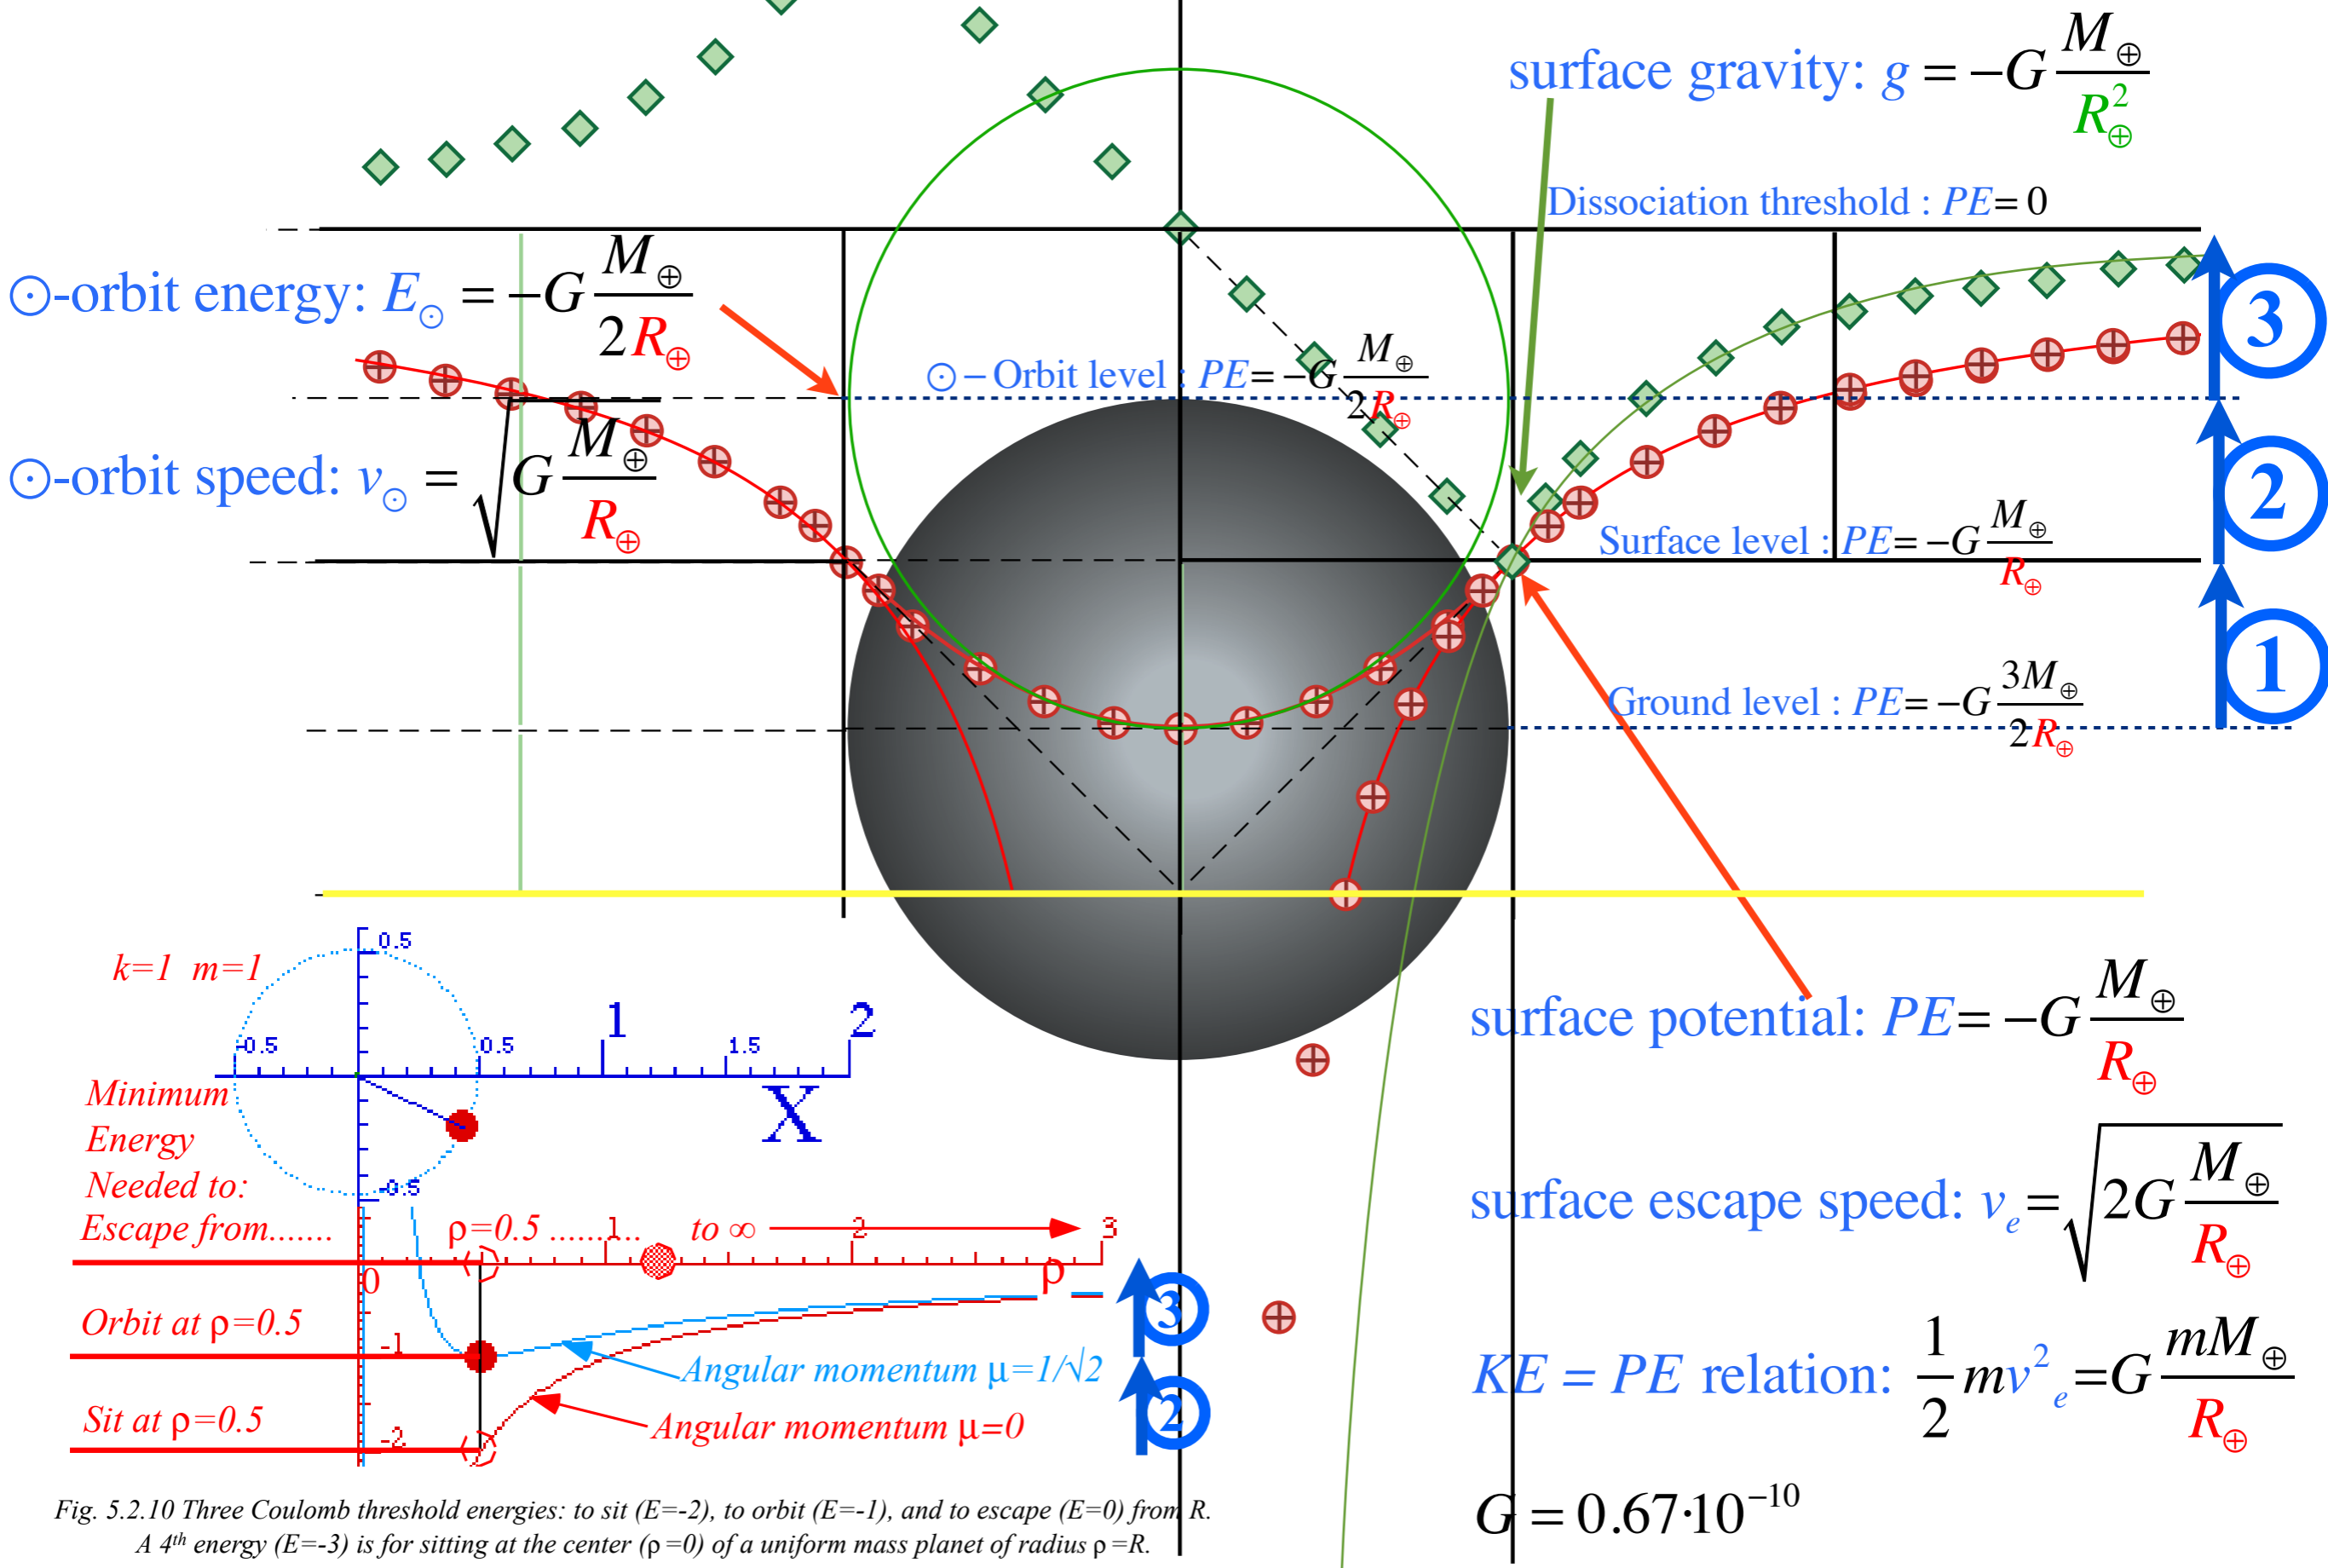 surface gravity: g = −G M⊕ / R⊕²
Dissociation threshold : PE= 0
⊙-orbit energy: E⊙ = −G M⊕ / 2R⊕
⊙ − Orbit level : PE= −G M⊕ / 2R⊕
3
⊙-orbit speed: v⊙ = √(G M⊕ / R⊕)
2
Surface level : PE= −G M⊕ / R⊕
1
Ground level : PE= −G 3M⊕ / 2R⊕
k=1 m=1
0.5
-0.5 0.5 1 1.5 2
X
-0.5
Minimum
Energy
Needed to:
Escape from....... ρ=0.5 .......... 1 to ∞ 2 3
0 ρ
Orbit at ρ=0.5
-1
3
Angular momentum μ=1/√2
Sit at ρ=0.5
-2
Angular momentum μ=0
2
surface potential: PE= −G M⊕ / R⊕
surface escape speed: vₑ = √(2G M⊕ / R⊕)
KE = PE relation: 1/2 mv²ₑ=G mM⊕ / R⊕
G = 0.67·10⁻¹⁰
Fig. 5.2.10 Three Coulomb threshold energies: to sit (E=-2), to orbit (E=-1), and to escape (E=0) from R.
A 4th energy (E=-3) is for sitting at the center (ρ=0) of a uniform mass planet of radius ρ=R.